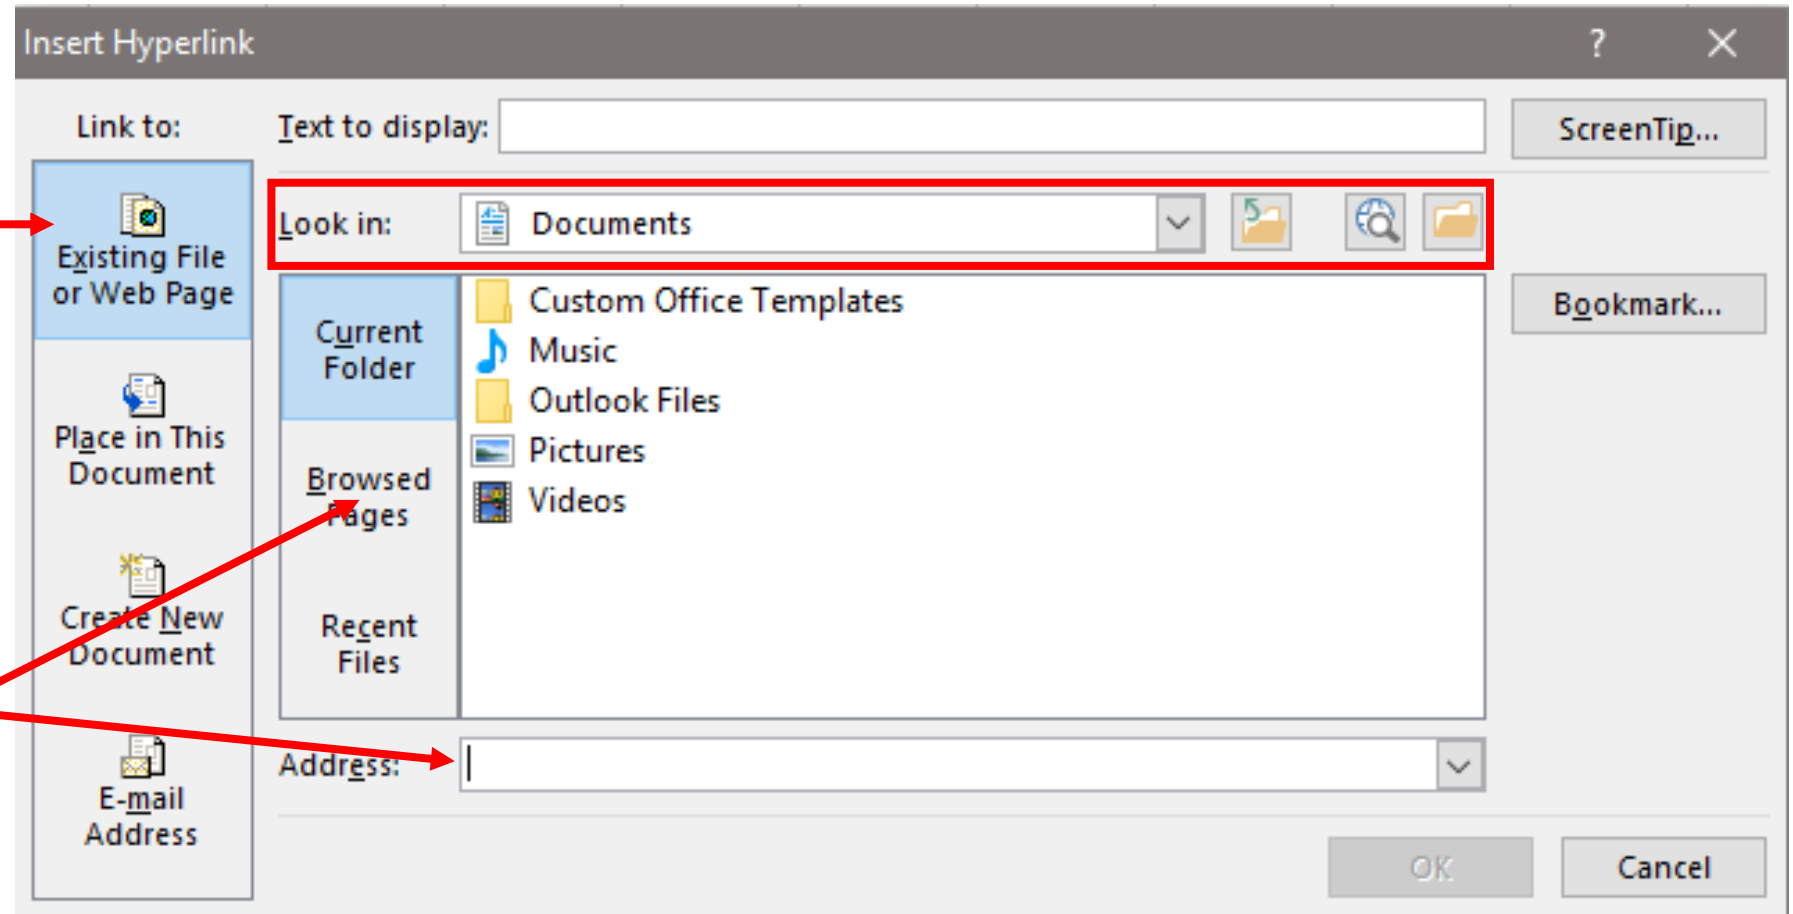 Insert Hyperlink
?
Link to:
Text to display:
ScreenTip...
Existing File
or Web Page
Look in:
Documents
Place in This
Document
Create New
Document
E-mail
Address
Current
Folder
Browsed
Pages
Recent
Files
Custom Office Templates
Music
Outlook Files
Pictures
Videos
Bookmark...
Address:
OK
Cancel